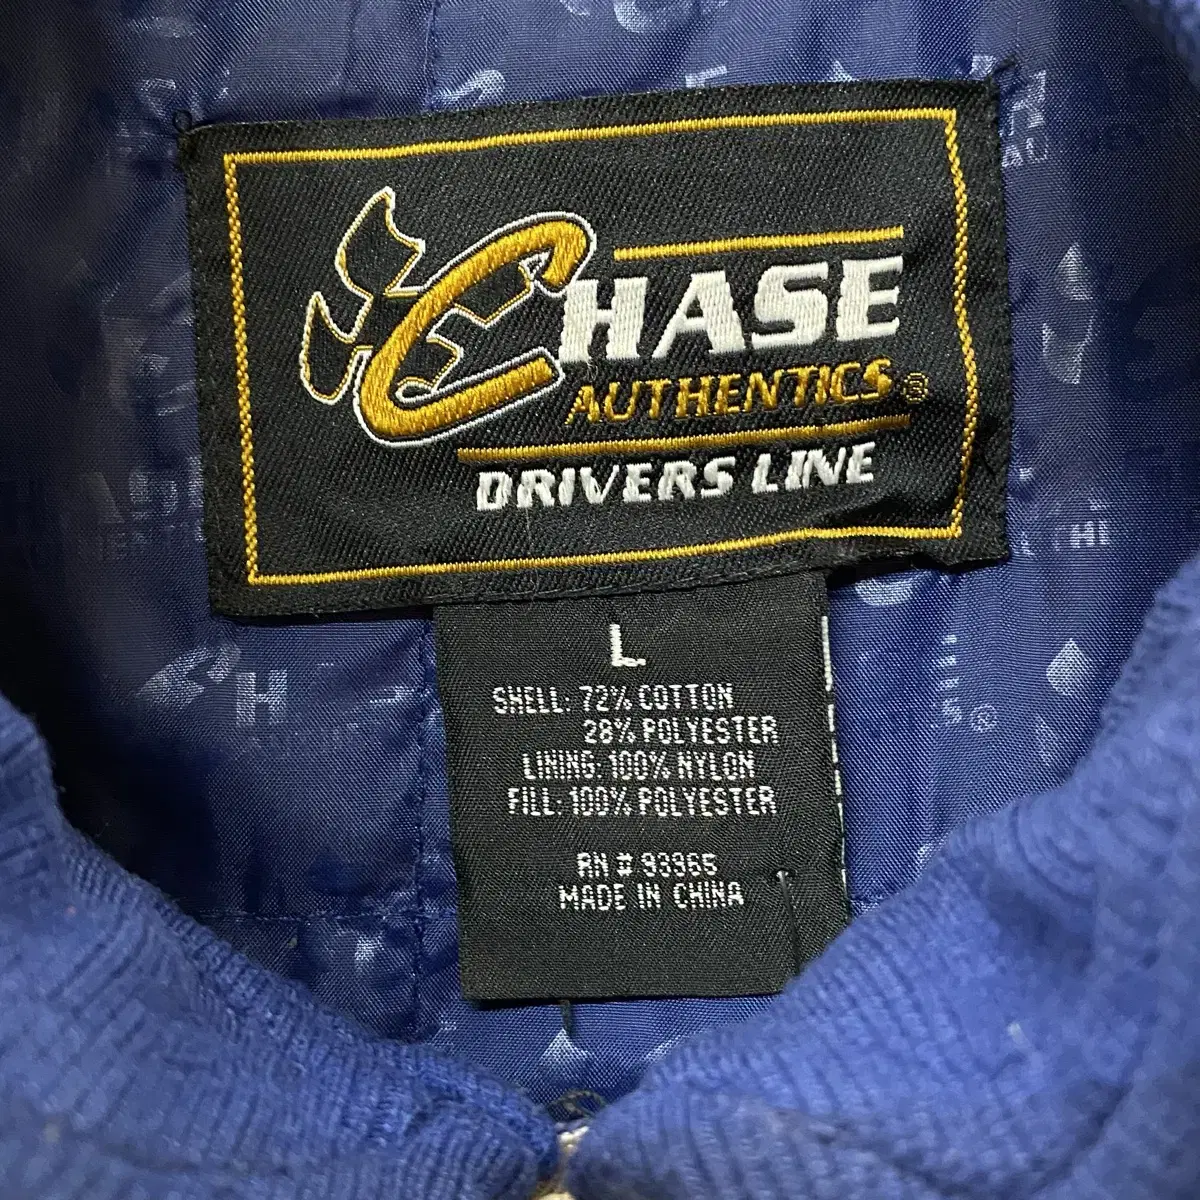 CHASE
AUTHENTICS®
DRIVERS LINE
L
SHELL: 72% COTTON
28% POLYESTER
LINING: 100% NYLON
FILL: 100% POLYESTER
RN # 93965
MADE IN CHINA